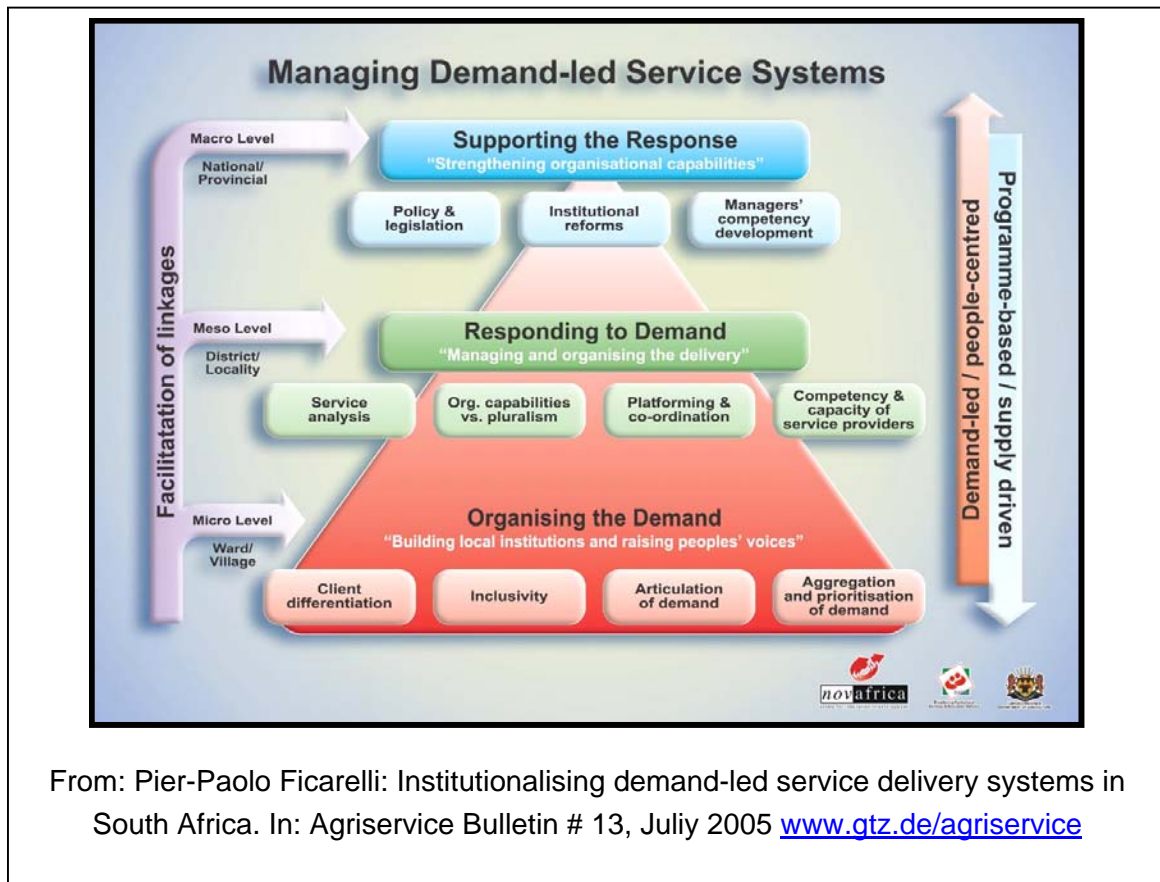 Managing Demand-led Service Systems
Macro Level
National/
Provincial
Supporting the Response
“Strengthening organisational capabilities”
Policy &
legislation
Institutional
reforms
Managers’
competency
development
Meso Level
District/
Locality
Responding to Demand
“Managing and organising the delivery”
Service
analysis
Org. capabilities
vs. pluralism
Platforming &
co-ordination
Competency &
capacity of
service providers
Micro Level
Ward/
Village
Organising the Demand
“Building local institutions and raising peoples’ voices”
Client
differentiation
Inclusivity
Articulation
of demand
Aggregation
and prioritisation
of demand
Facilitatation of linkages
Demand-led / people-centred
Programme-based / supply driven
novafrica
From: Pier-Paolo Ficarelli: Institutionalising demand-led service delivery systems in
South Africa. In: Agriservice Bulletin # 13, Juliy 2005 www.gtz.de/agriservice